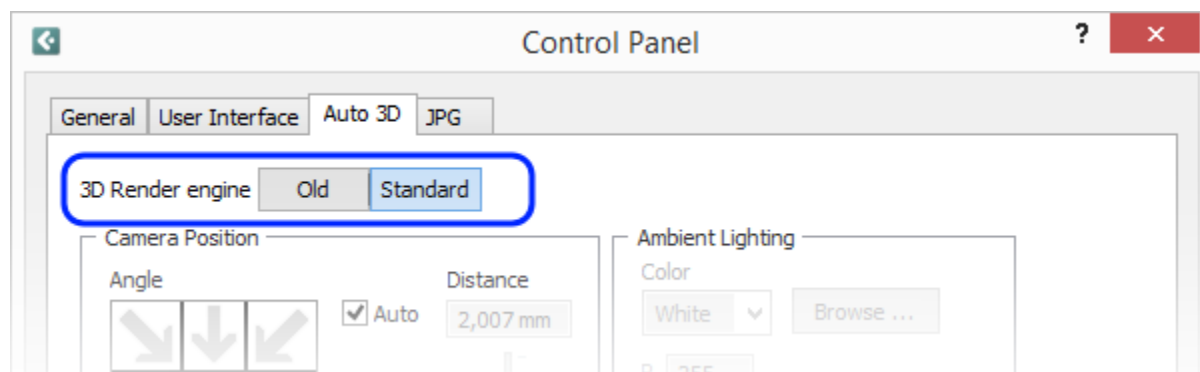 Control Panel
?
General User Interface Auto 3D JPG
3D Render engine Old Standard
Camera Position
Ambient Lighting
Angle
Distance
Color
Auto
2,007 mm
White
Browse ...